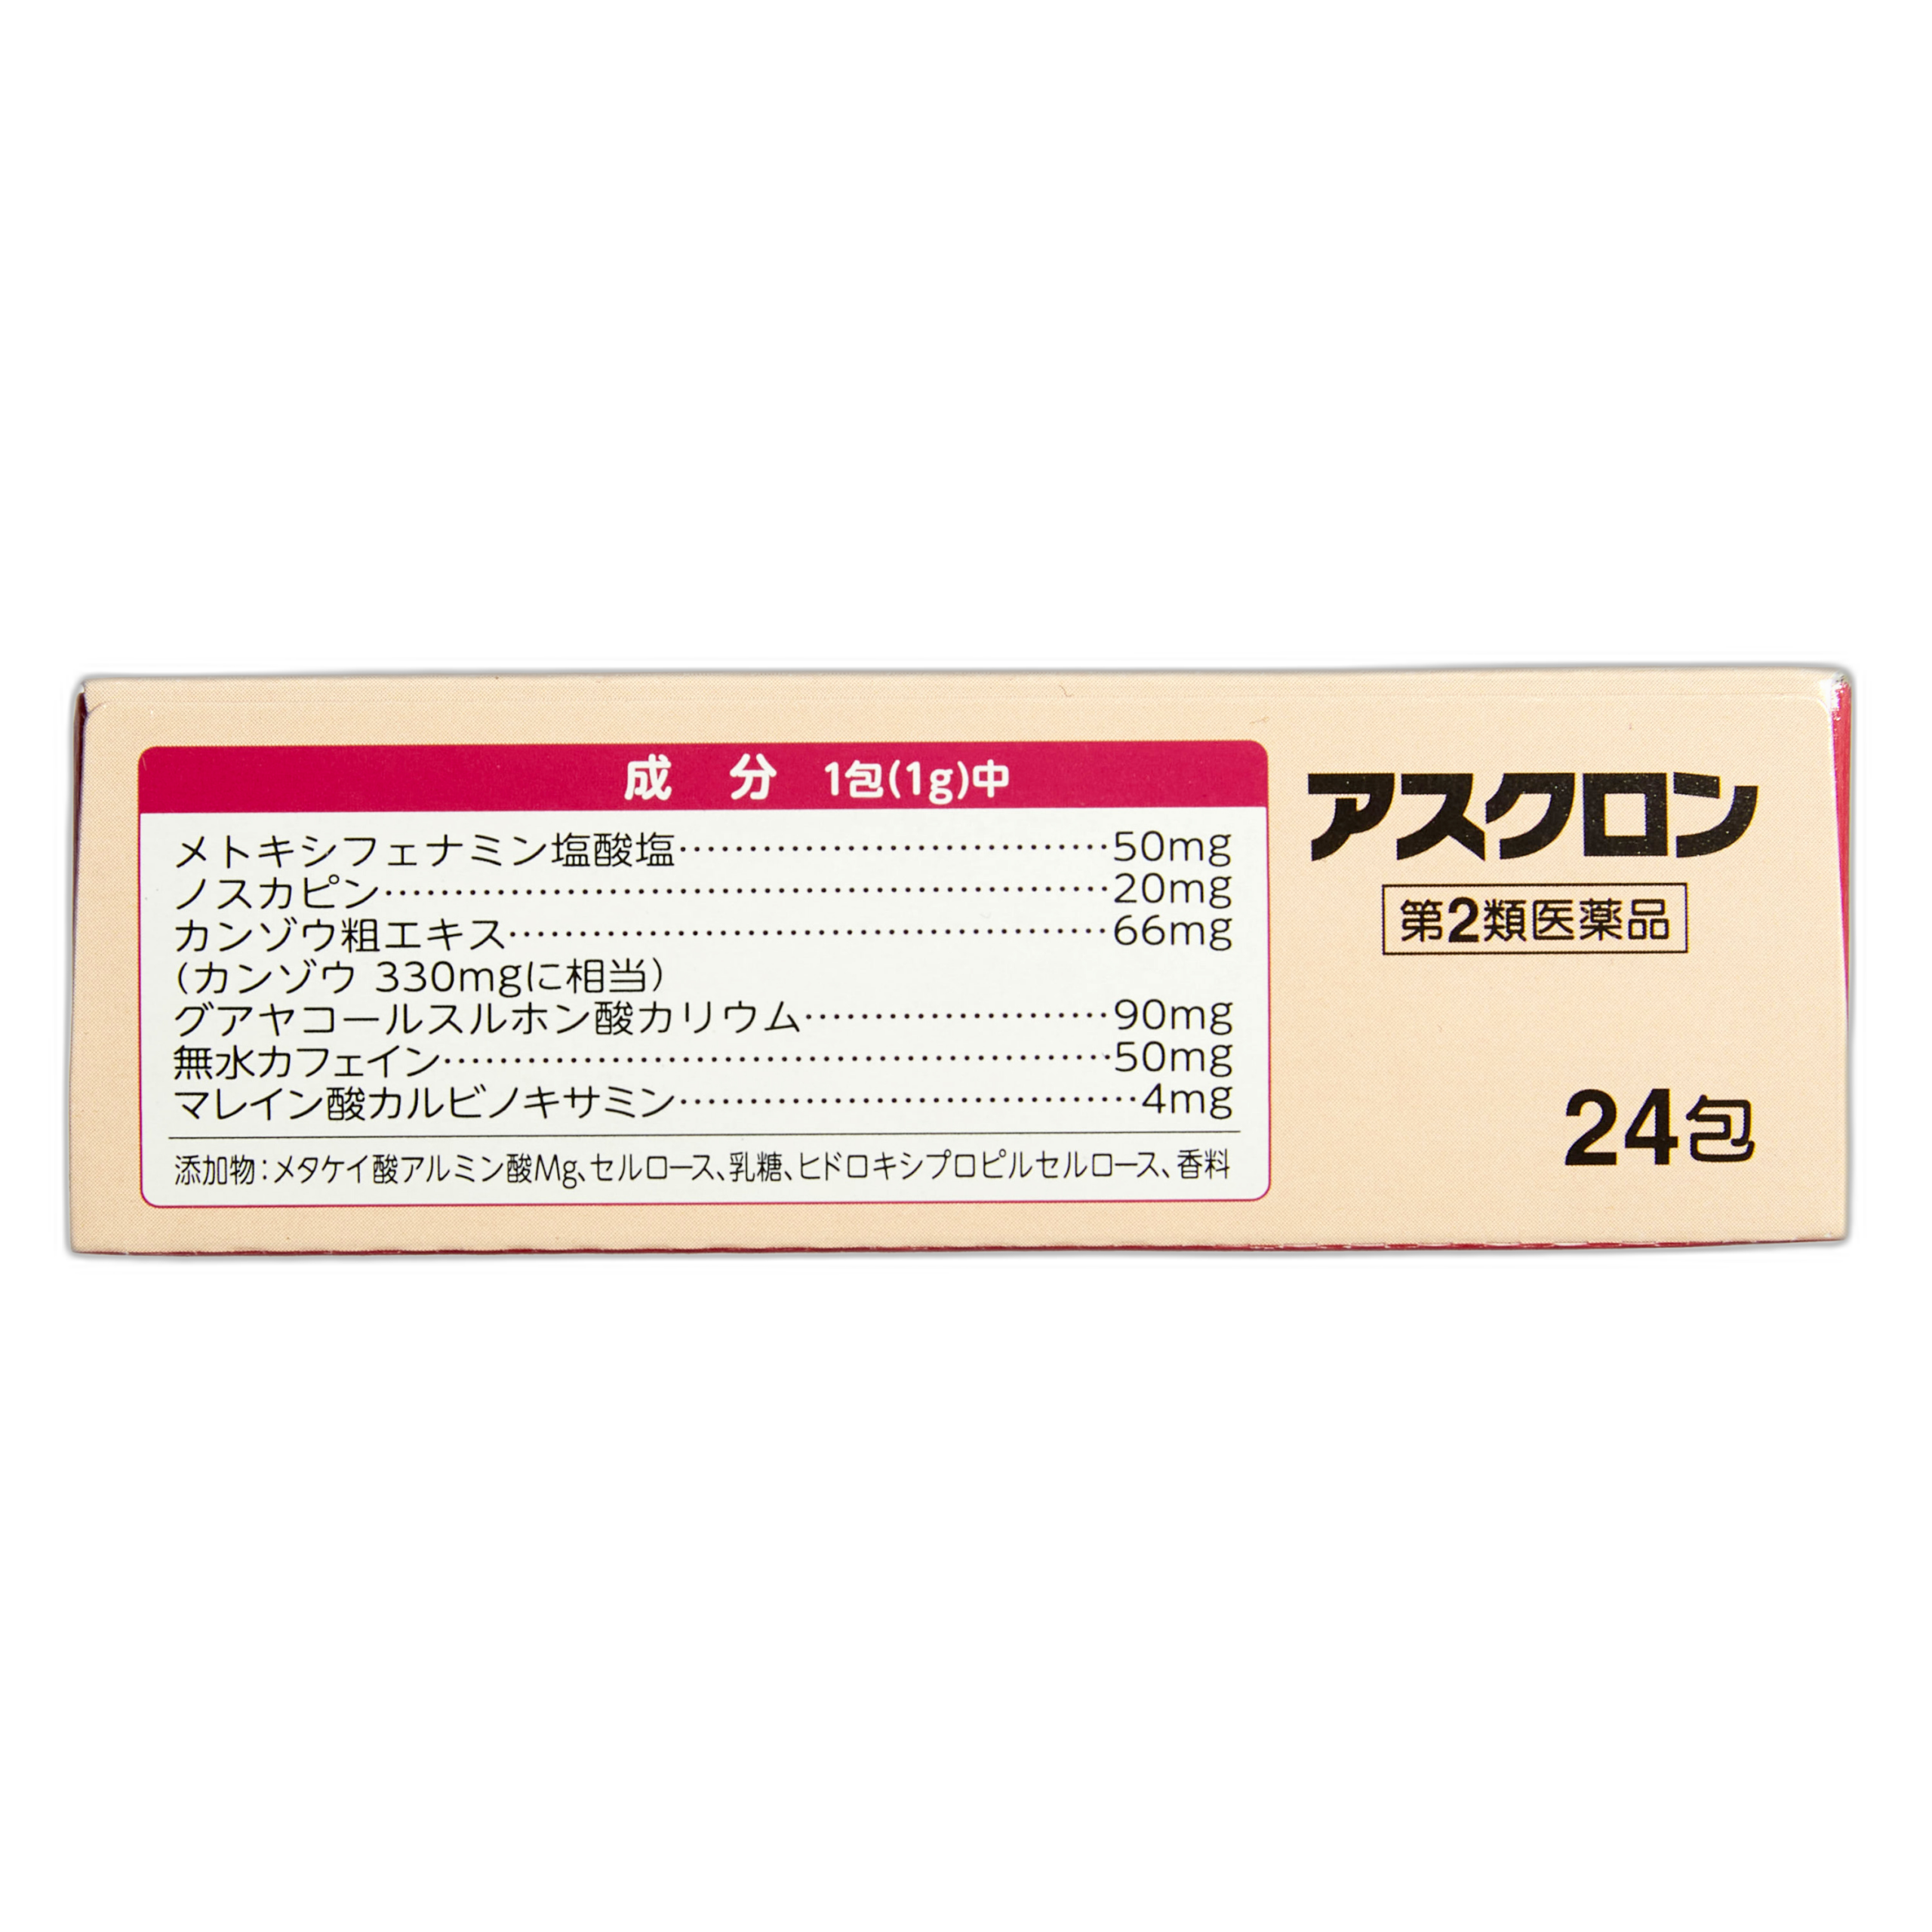 成 分 1包(1g)中
メトキシフェナミン塩酸塩…………………………50mg
ノスカピン……………………………………………20mg
カンゾウ粗エキス……………………………………66mg
(カンゾウ 330mgに相当)
グアヤコールスルホン酸カリウム…………………90mg
無水カフェイン………………………………………50mg
マレイン酸カルビノキサミン…………………………4mg
添加物:メタケイ酸アルミン酸Mg、セルロース、乳糖、ヒドロキシプロピルセルロース、香料
アスクロン
第2類医薬品
24包